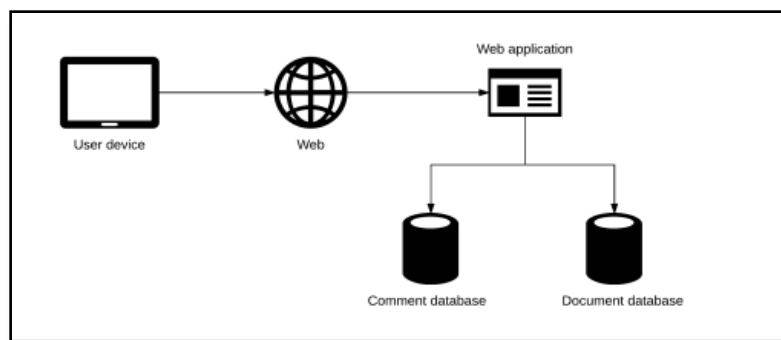 Web application
User device
Web
Comment database
Document database